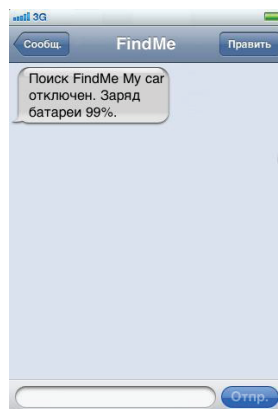 3G
Сообщ.
FindMe
Править
Поиск FindMe My car
отключен. Заряд
батареи 99%.
Отпр.